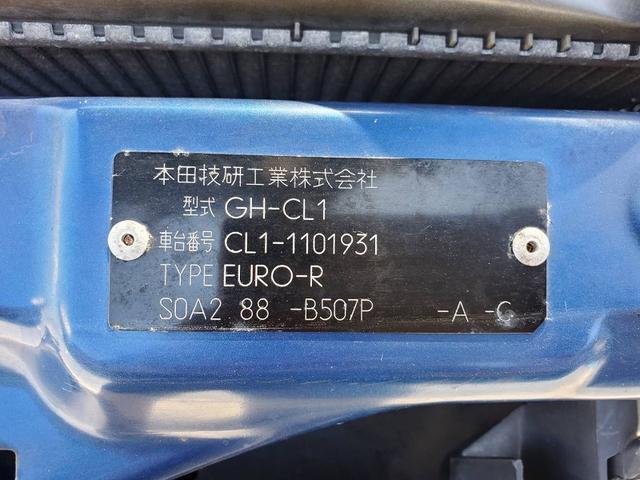 本田技研工業株式会社
型式 GH-CL1
車台番号 CL1-1101931
TYPE EURO-R
S0A2 88 -B507P -A -C